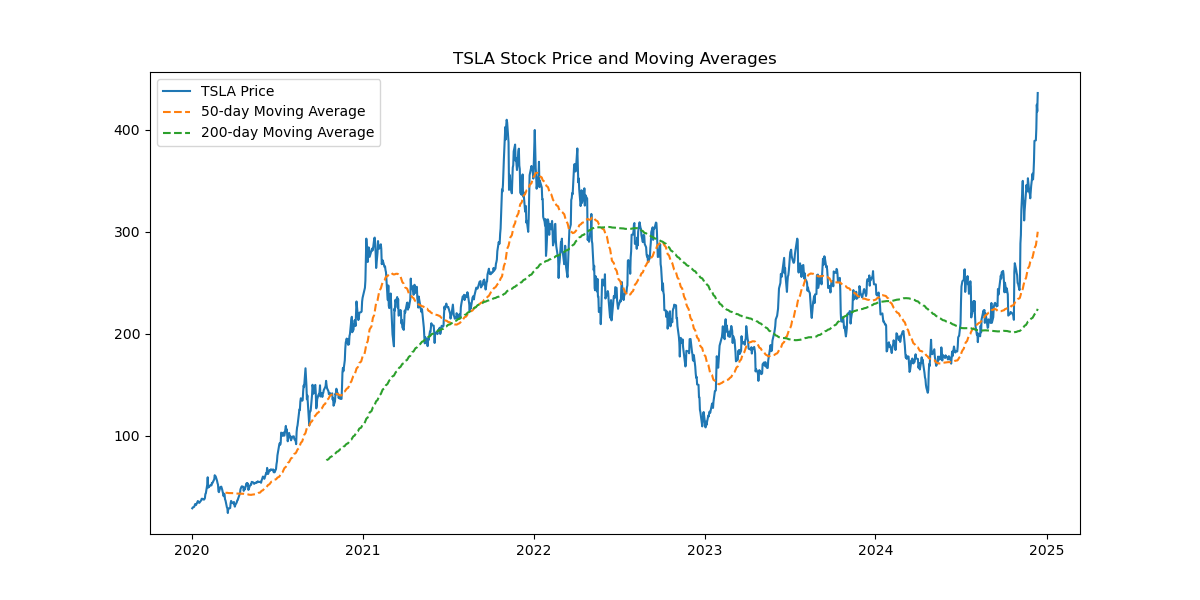 TSLA Stock Price and Moving Averages
TSLA Price
50-day Moving Average
200-day Moving Average
400
300
200
100
2020 2021 2022 2023 2024 2025